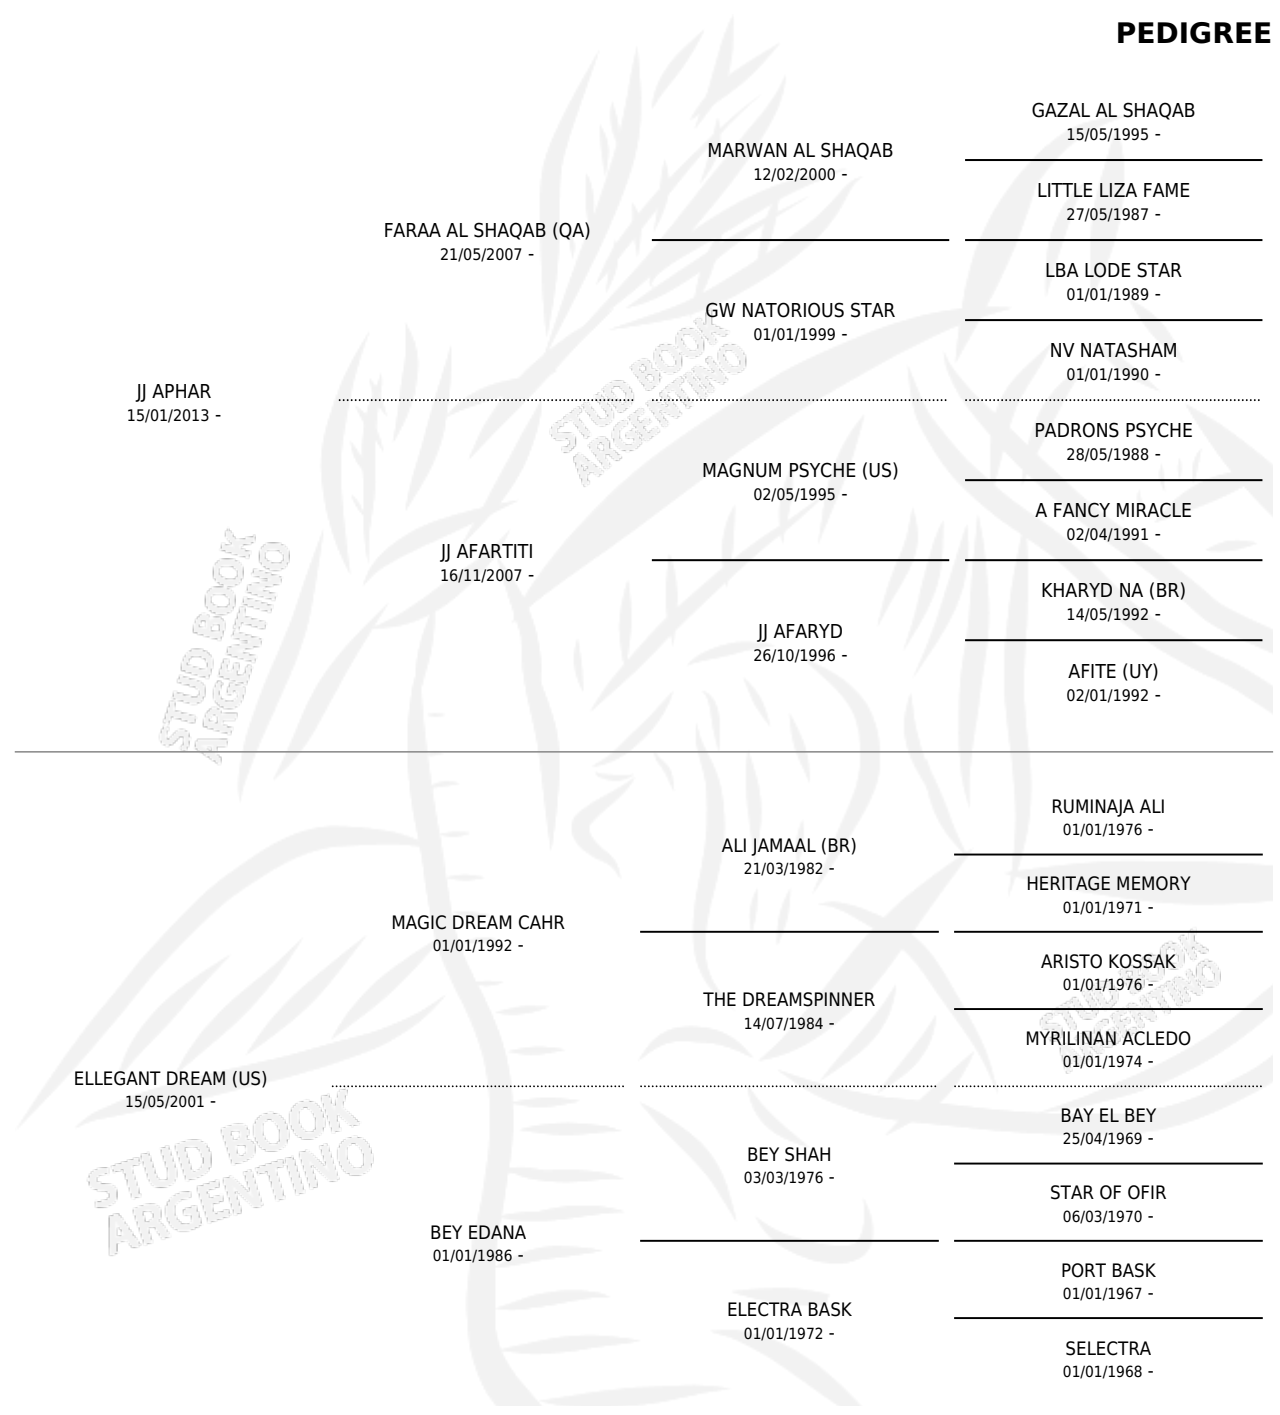 PEDIGREE
GAZAL AL SHAQAB
15/05/1995 -
MARWAN AL SHAQAB
12/02/2000 -
LITTLE LIZA FAME
27/05/1987 -
FARAA AL SHAQAB (QA)
21/05/2007 -
LBA LODE STAR
01/01/1989 -
GW NATORIOUS STAR
01/01/1999 -
NV NATASHAM
01/01/1990 -
JJ APHAR
15/01/2013 -
STUD BOOK
ARGENTINO
PADRONS PSYCHE
28/05/1988 -
MAGNUM PSYCHE (US)
02/05/1995 -
A FANCY MIRACLE
02/04/1991 -
JJ AFARTITI
16/11/2007 -
KHARYD NA (BR)
14/05/1992 -
JJ AFARYD
26/10/1996 -
AFITE (UY)
02/01/1992 -
STUD BOOK
ARGENTINO
RUMINAJA ALI
01/01/1976 -
ALI JAMAAL (BR)
21/03/1982 -
HERITAGE MEMORY
01/01/1971 -
MAGIC DREAM CAHR
01/01/1992 -
ARISTO KOSSAK
01/01/1976 -
THE DREAMSPINNER
14/07/1984 -
STUD BOOK
ARGENTINO
MYRILINAN ACLEDO
01/01/1974 -
ELLEGANT DREAM (US)
15/05/2001 -
BAY EL BEY
25/04/1969 -
BEY SHAH
03/03/1976 -
STAR OF OFIR
06/03/1970 -
STUD BOOK
ARGENTINO
BEY EDANA
01/01/1986 -
PORT BASK
01/01/1967 -
ELECTRA BASK
01/01/1972 -
SELECTRA
01/01/1968 -